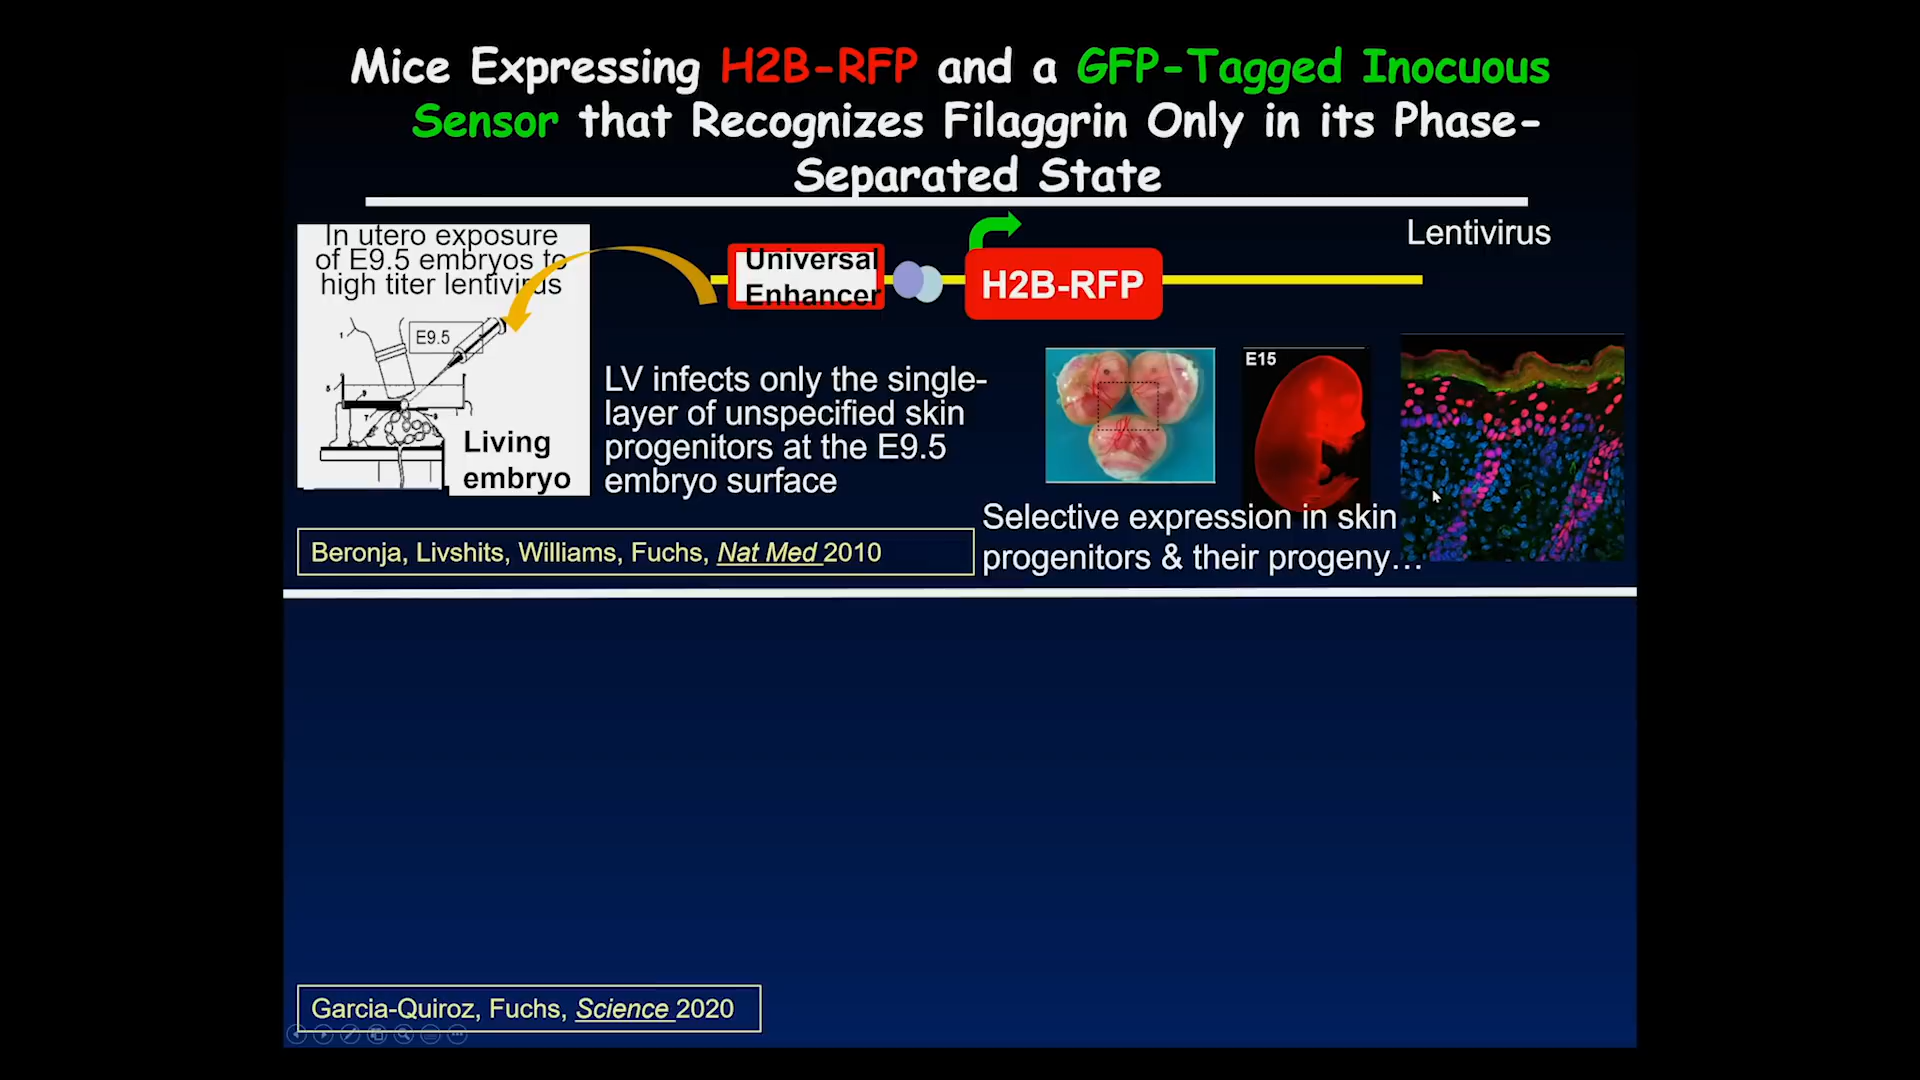 Mice Expressing H2B-RFP and a GFP-Tagged Inocuous
Sensor that Recognizes Filaggrin Only in its Phase-
Separated State
In utero exposure
of E9.5 embryos to
high titer lentivirus
E9.5
Living
embryo
Universal
Enhancer
H2B-RFP
Lentivirus
LV infects only the single-
layer of unspecified skin
progenitors at the E9.5
embryo surface
E15
Selective expression in skin
progenitors & their progeny...
Beronja, Livshits, Williams, Fuchs, Nat Med 2010
Garcia-Quiroz, Fuchs, Science 2020